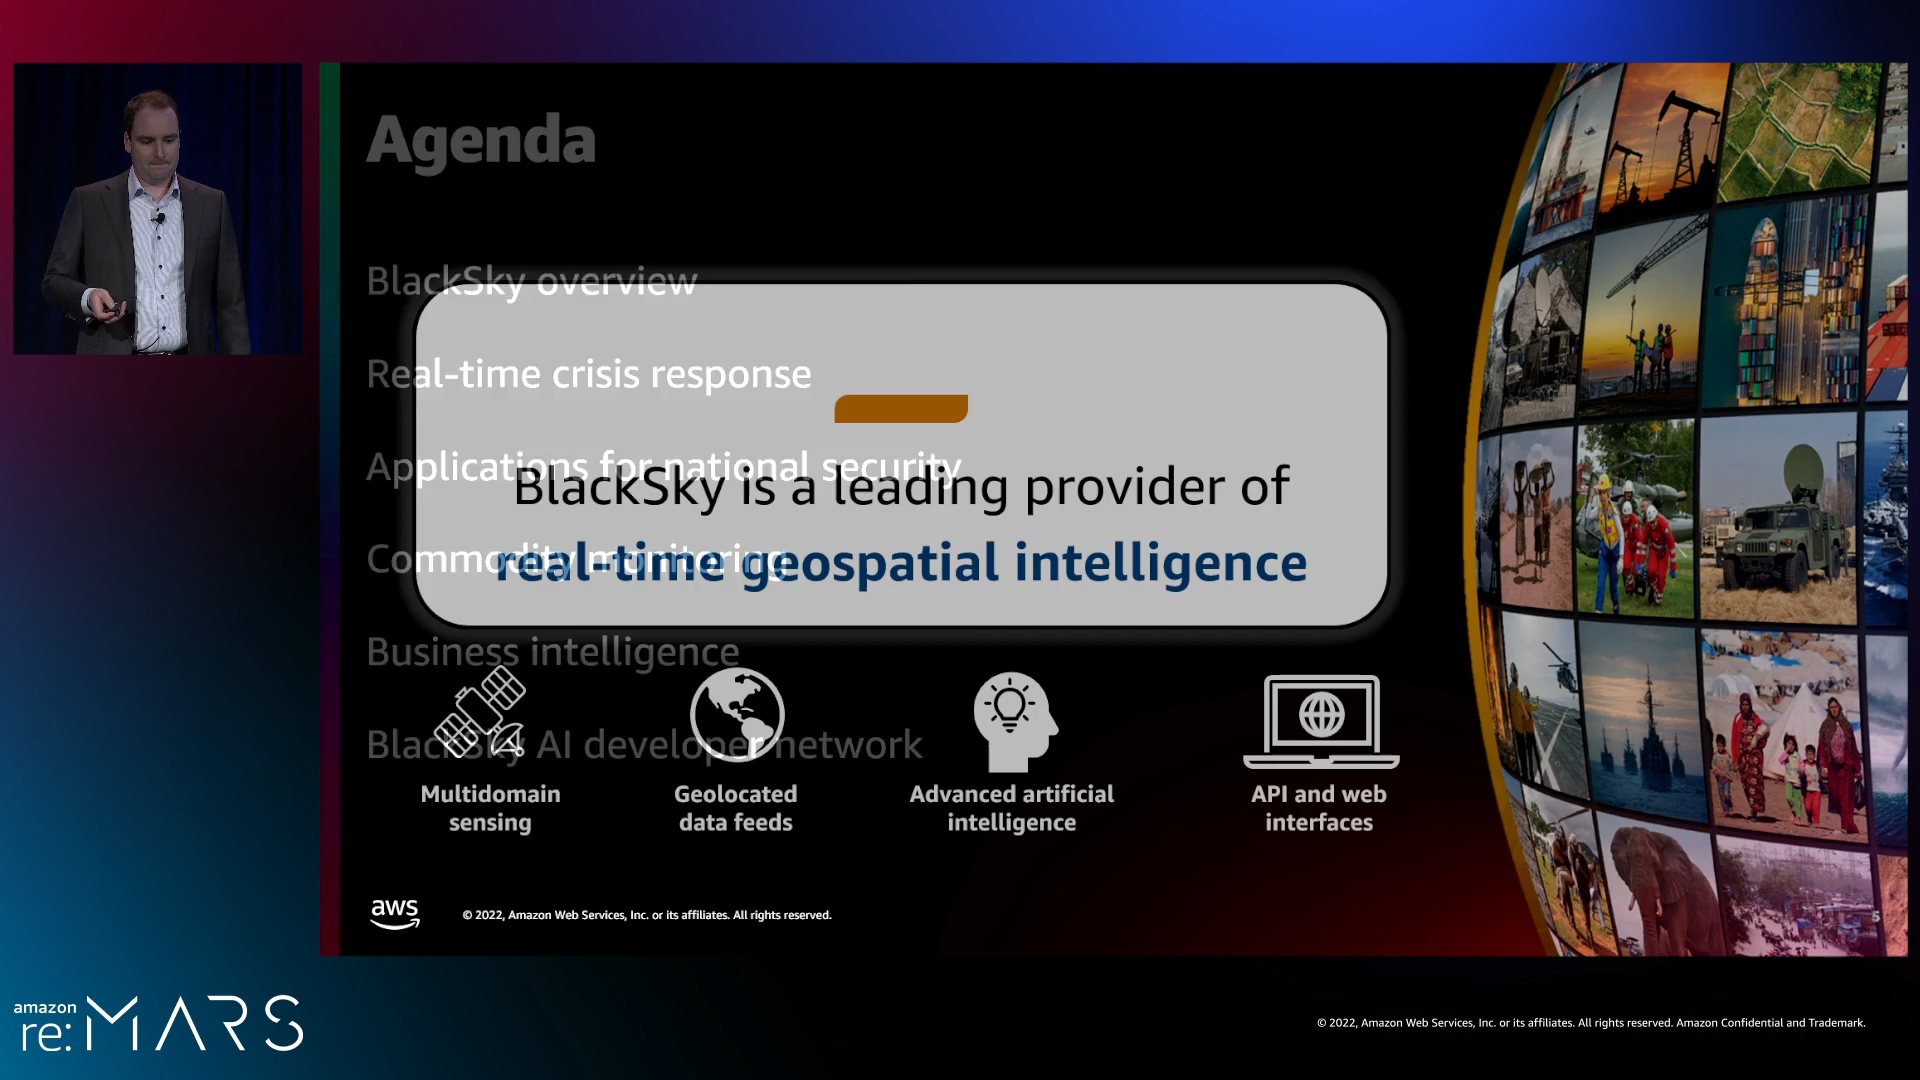 Agenda
BlackSky overview
Real-time crisis response
Applications for national security
Commodity monitoring
Business intelligence
BlackSky AI developer network
BlackSky is a leading provider of
real-time geospatial intelligence
Multidomain
sensing
Geolocated
data feeds
Advanced artificial
intelligence
API and web
interfaces
aws
© 2022, Amazon Web Services, Inc. or its affiliates. All rights reserved.
5
amazon
re:MARS
© 2022, Amazon Web Services, Inc. or its affiliates. All rights reserved. Amazon Confidential and Trademark.